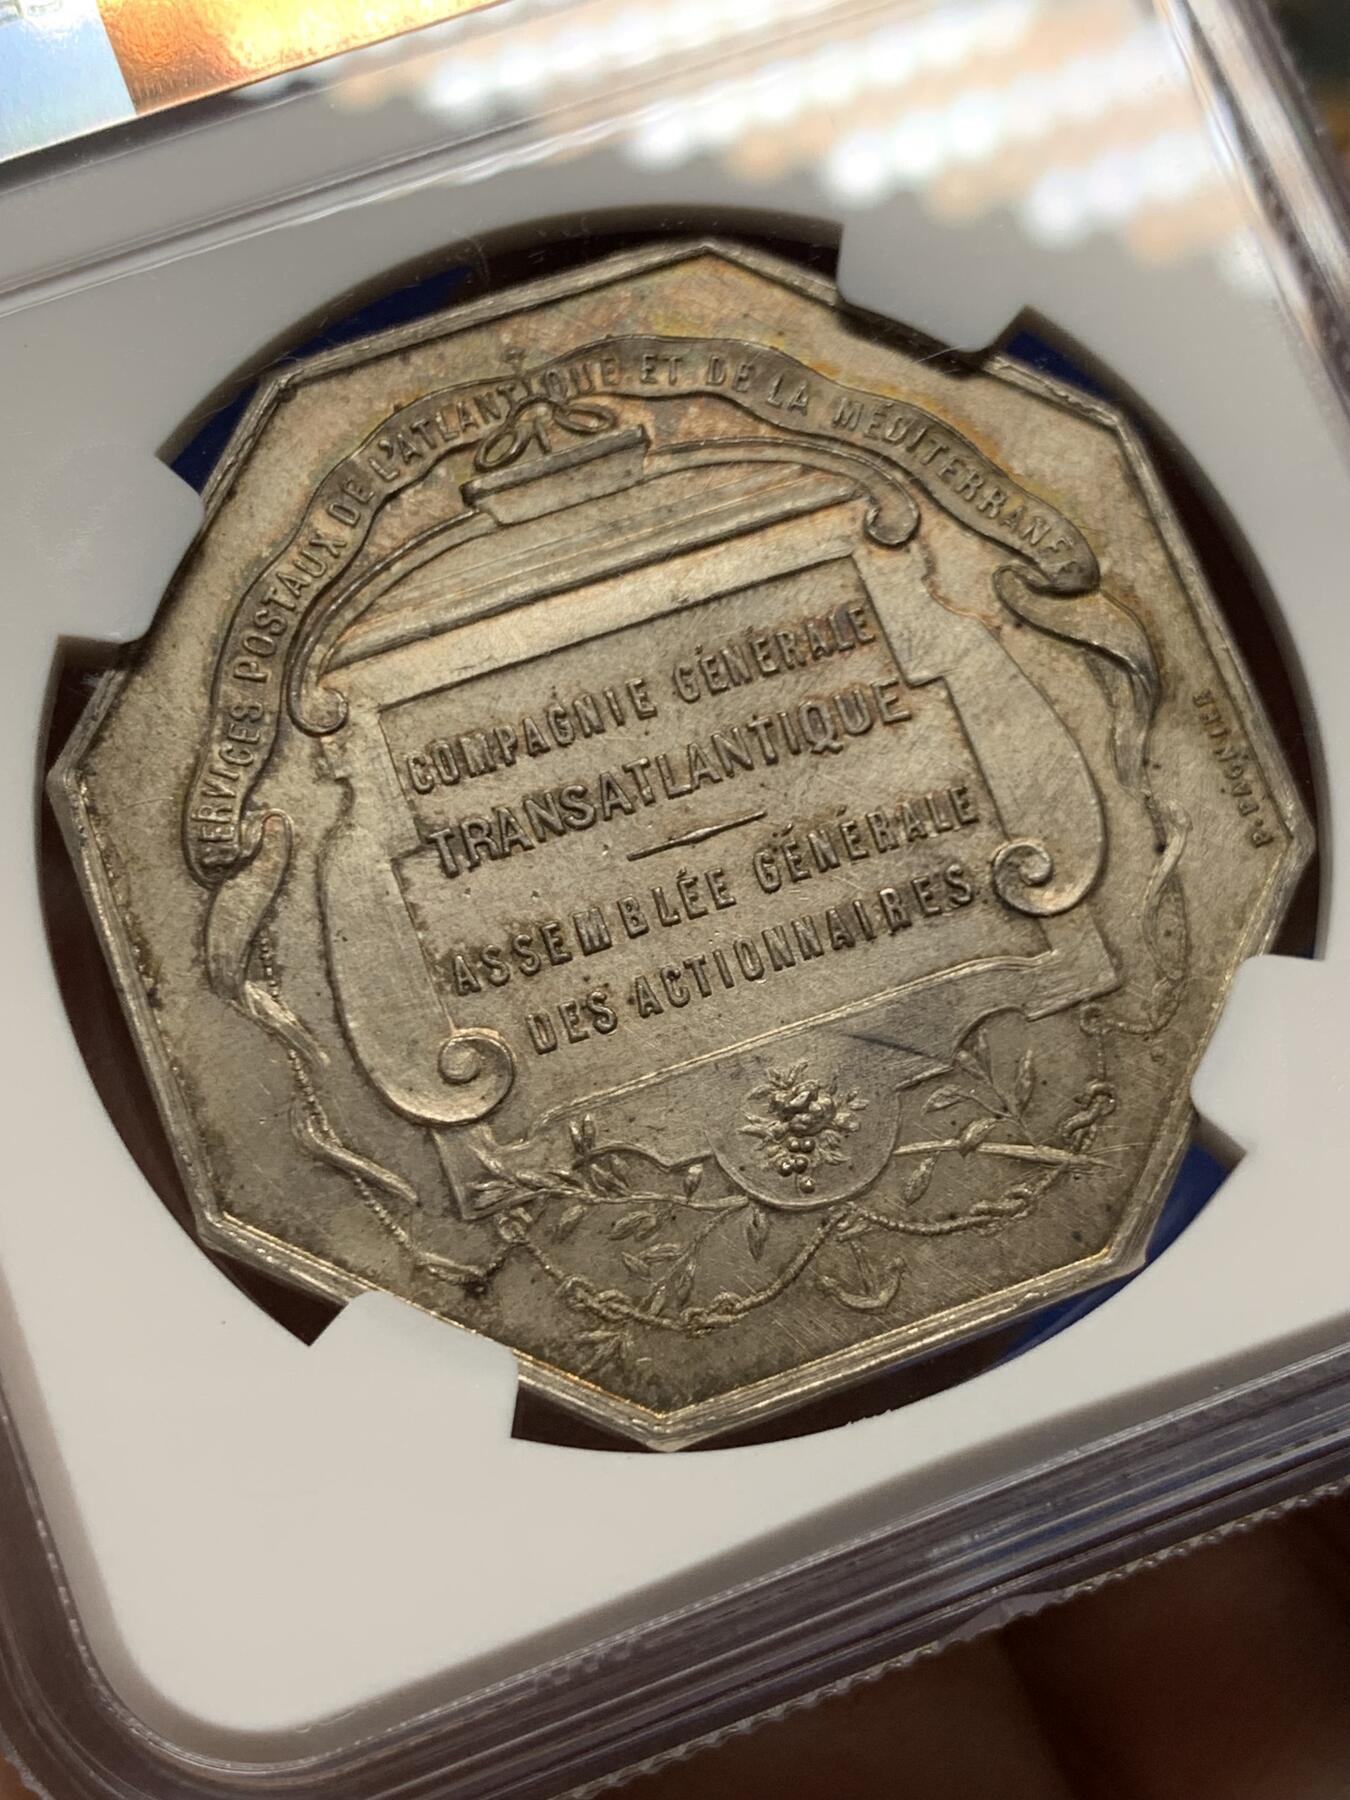 SERVICES POSTAUX DE L'ATLANTIQUE ET DE LA MÉDITERRANÉE
COMPAGNIE GÉNÉRALE
TRANSATLANTIQUE
ASSEMBLÉE GÉNÉRALE
DES ACTIONNAIRES
P. PAGNIER